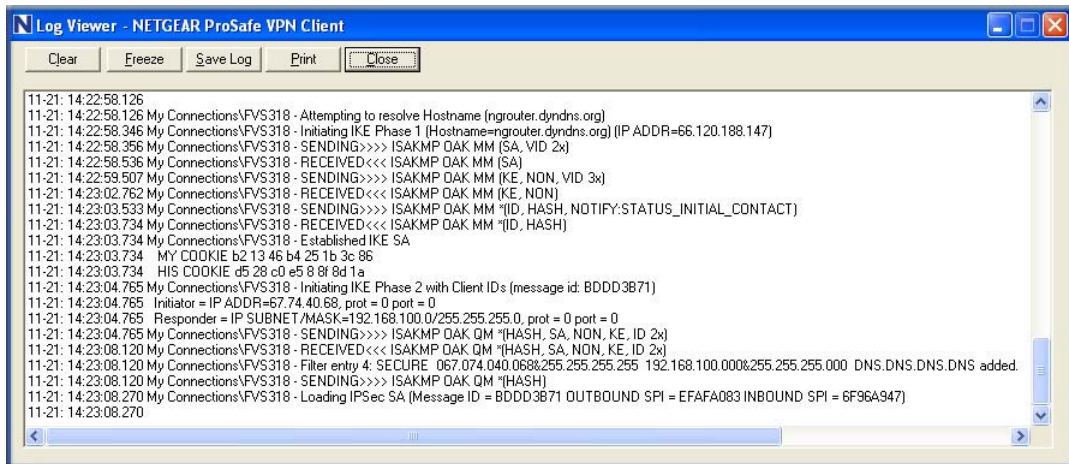 N Log Viewer - NETGEAR ProSafe VPN Client
Clear Freeze Save Log Print Close
11-21: 14:22:58.126
11-21: 14:22:58.126 My Connections\FVS318 - Attempting to resolve Hostname (ngrouter.dyndns.org)
11-21: 14:22:58.346 My Connections\FVS318 - Initiating IKE Phase 1 (Hostname=ngrouter.dyndns.org) (IP ADDR=66.120.188.147)
11-21: 14:22:58.356 My Connections\FVS318 - SENDING>>>> ISAKMP OAK MM (SA, VID 2x)
11-21: 14:22:58.536 My Connections\FVS318 - RECEIVED<<< ISAKMP OAK MM (SA)
11-21: 14:22:59.507 My Connections\FVS318 - SENDING>>>> ISAKMP OAK MM (KE, NON, VID 3x)
11-21: 14:23:02.762 My Connections\FVS318 - RECEIVED<<< ISAKMP OAK MM (KE, NON)
11-21: 14:23:03.533 My Connections\FVS318 - SENDING>>>> ISAKMP OAK MM *(ID, HASH, NOTIFY:STATUS_INITIAL_CONTACT)
11-21: 14:23:03.734 My Connections\FVS318 - RECEIVED<<< ISAKMP OAK MM *(ID, HASH)
11-21: 14:23:03.734 My Connections\FVS318 - Established IKE SA
11-21: 14:23:03.734 MY COOKIE b2 13 46 b4 25 1b 3c 86
11-21: 14:23:03.734 HIS COOKIE d5 28 c0 e5 8 8f 8d 1a
11-21: 14:23:04.765 My Connections\FVS318 - Initiating IKE Phase 2 with Client IDs (message id: BDDD3B71)
11-21: 14:23:04.765 Initiator = IP ADDR=67.74.40.68, prot = 0 port = 0
11-21: 14:23:04.765 Responder = IP SUBNET/MASK=192.168.100.0/255.255.255.0, prot = 0 port = 0
11-21: 14:23:04.765 My Connections\FVS318 - SENDING>>>> ISAKMP OAK QM *(HASH, SA, NON, KE, ID 2x)
11-21: 14:23:08.120 My Connections\FVS318 - RECEIVED<<< ISAKMP OAK QM *(HASH, SA, NON, KE, ID 2x)
11-21: 14:23:08.120 My Connections\FVS318 - Filter entry 4: SECURE 067.074.040.068&255.255.255.255 192.168.100.000&255.255.255.000 DNS.DNS.DNS.DNS added.
11-21: 14:23:08.120 My Connections\FVS318 - SENDING>>>> ISAKMP OAK QM *(HASH)
11-21: 14:23:08.270 My Connections\FVS318 - Loading IPSec SA (Message ID = BDDD3B71 OUTBOUND SPI = EFAFA083 INBOUND SPI = 6F96A947)
11-21: 14:23:08.270